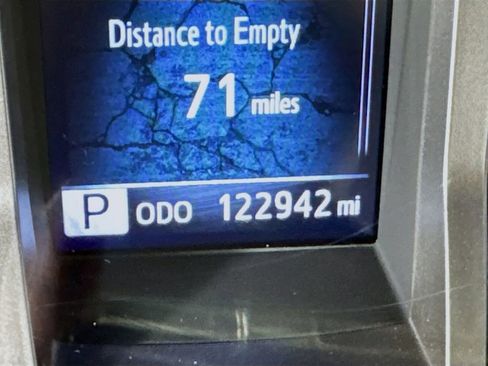 Distance to Empty
71 miles
P ODO 122942 mi